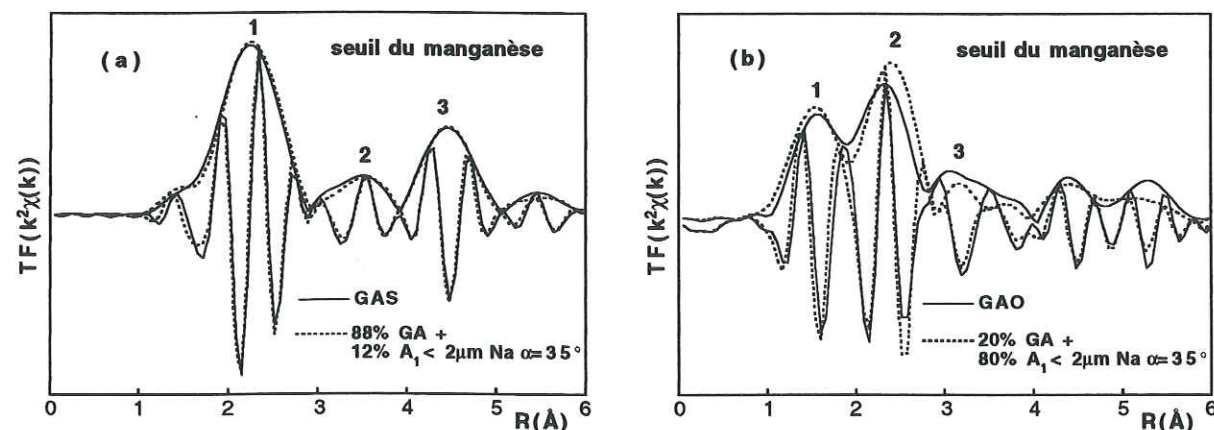 TF(k²χ(k))
(a)
1
seuil du manganèse
2
3
GAS
88% GA +
12% A₁ < 2μm Na α=35°
0 1 2 3 4 5 6
R(Å)
TF(k²χ(k))
(b)
1
2
seuil du manganèse
3
GAO
20% GA +
80% A₁ < 2μm Na α=35°
0 1 2 3 4 5 6
R(Å)